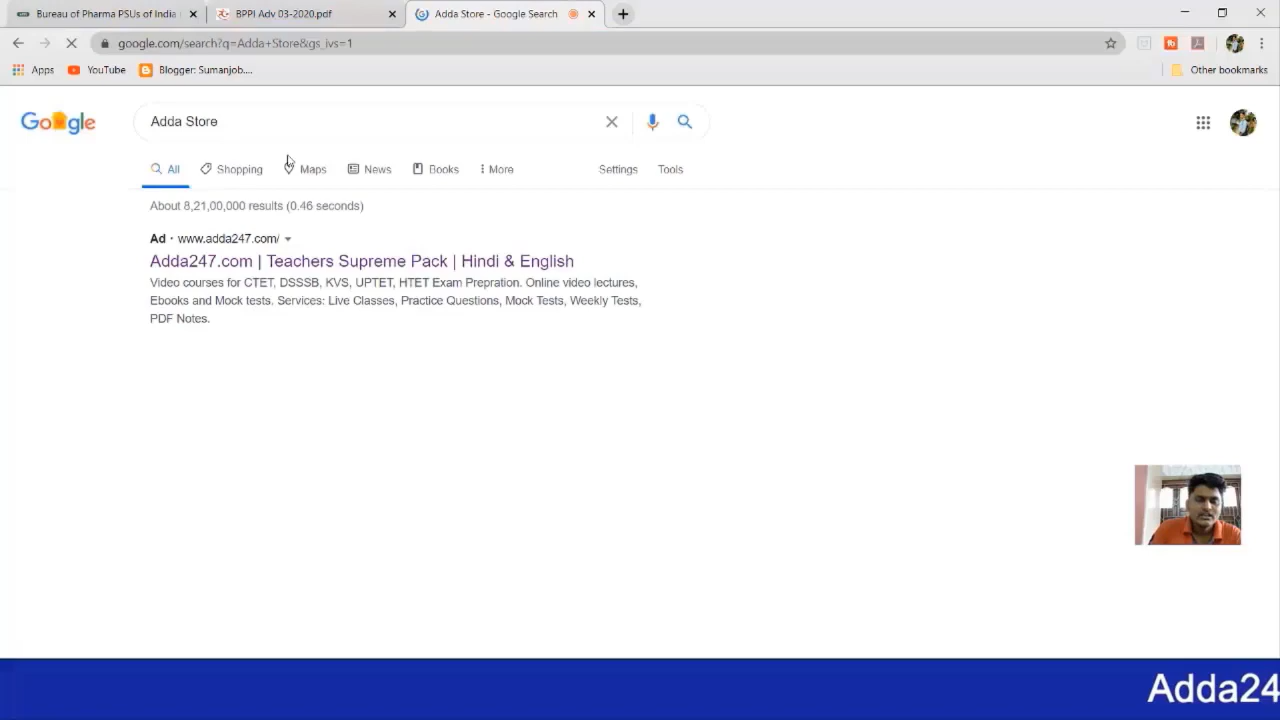 Bureau of Pharma PSUs of India
BPPI Adv 03-2020.pdf
Adda Store - Google Search
google.com/search?q=Adda+Store&gs_ivs=1
Apps
YouTube
Blogger: Sumanjob....
Other bookmarks
Google
Adda Store
All
Shopping
Maps
News
Books
More
Settings
Tools
About 8,21,00,000 results (0.46 seconds)
Ad · www.adda247.com/
Adda247.com | Teachers Supreme Pack | Hindi & English
Video courses for CTET, DSSSB, KVS, UPTET, HTET Exam Prepration. Online video lectures,
Ebooks and Mock tests. Services: Live Classes, Practice Questions, Mock Tests, Weekly Tests,
PDF Notes.
Adda24